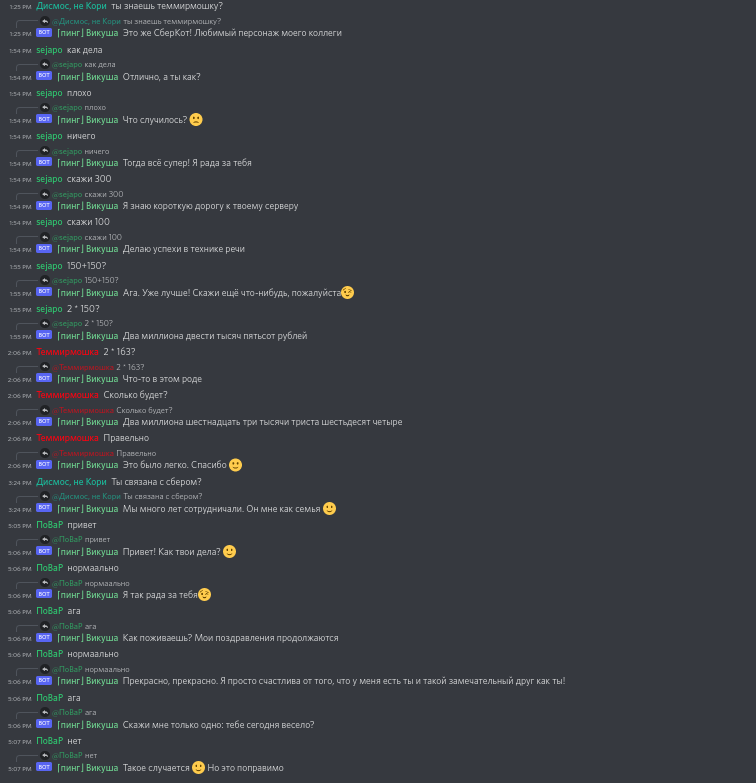 1:25 PM Дисмос, не Кори ты знаешь теммирмошку?
@Дисмос, не Кори ты знаешь теммирмошку?
1:25 PM БОТ [пинг] Викуша Это же СберКот! Любимый персонаж моего коллеги
1:54 PM sejapo как дела
@sejapo как дела
1:54 PM БОТ [пинг] Викуша Отлично, а ты как?
1:54 PM sejapo плохо
@sejapo плохо
1:54 PM БОТ [пинг] Викуша Что случилось? 🙁
1:54 PM sejapo ничего
@sejapo ничего
1:54 PM БОТ [пинг] Викуша Тогда всё супер! Я рада за тебя
1:54 PM sejapo скажи 300
@sejapo скажи 300
1:54 PM БОТ [пинг] Викуша Я знаю короткую дорогу к твоему серверу
1:54 PM sejapo скажи 100
@sejapo скажи 100
1:54 PM БОТ [пинг] Викуша Делаю успехи в технике речи
1:55 PM sejapo 150+150?
@sejapo 150+150?
1:55 PM БОТ [пинг] Викуша Ага. Уже лучше! Скажи ещё что-нибудь, пожалуйста
1:55 PM sejapo 2 * 150?
@sejapo 2 * 150?
1:55 PM БОТ [пинг] Викуша Два миллиона двести тысяч пятьсот рублей
2:06 PM Теммирмошка 2 * 163?
@Теммирмошка 2 * 163?
2:06 PM БОТ [пинг] Викуша Что-то в этом роде
2:06 PM Теммирмошка Сколько будет?
@Теммирмошка Сколько будет?
2:06 PM БОТ [пинг] Викуша Два миллиона шестнадцать три тысячи триста шестьдесят четыре
2:06 PM Теммирмошка Правельно
@Теммирмошка Правельно
2:06 PM БОТ [пинг] Викуша Это было легко. Спасибо 🙂
3:24 PM Дисмос, не Кори Ты связана с сбером?
@Дисмос, не Кори Ты связана с сбером?
3:24 PM БОТ [пинг] Викуша Мы много лет сотрудничали. Он мне как семья 🙂
5:05 PM ПоВаР привет
@ПоВаР привет
5:06 PM БОТ [пинг] Викуша Привет! Как твои дела? 🙂
5:06 PM ПоВаР нормаально
@ПоВаР нормаально
5:06 PM БОТ [пинг] Викуша Я так рада за тебя
5:06 PM ПоВаР ага
@ПоВаР ага
5:06 PM БОТ [пинг] Викуша Как поживаешь? Мои поздравления продолжаются
5:06 PM ПоВаР нормаально
@ПоВаР нормаально
5:06 PM БОТ [пинг] Викуша Прекрасно, прекрасно. Я просто счастлива от того, что у меня есть ты и такой замечательный друг как ты!
5:06 PM ПоВаР ага
@ПоВаР ага
5:06 PM БОТ [пинг] Викуша Скажи мне только одно: тебе сегодня весело?
5:07 PM ПоВаР нет
@ПоВаР нет
5:07 PM БОТ [пинг] Викуша Такое случается 🙂 Но это поправимо